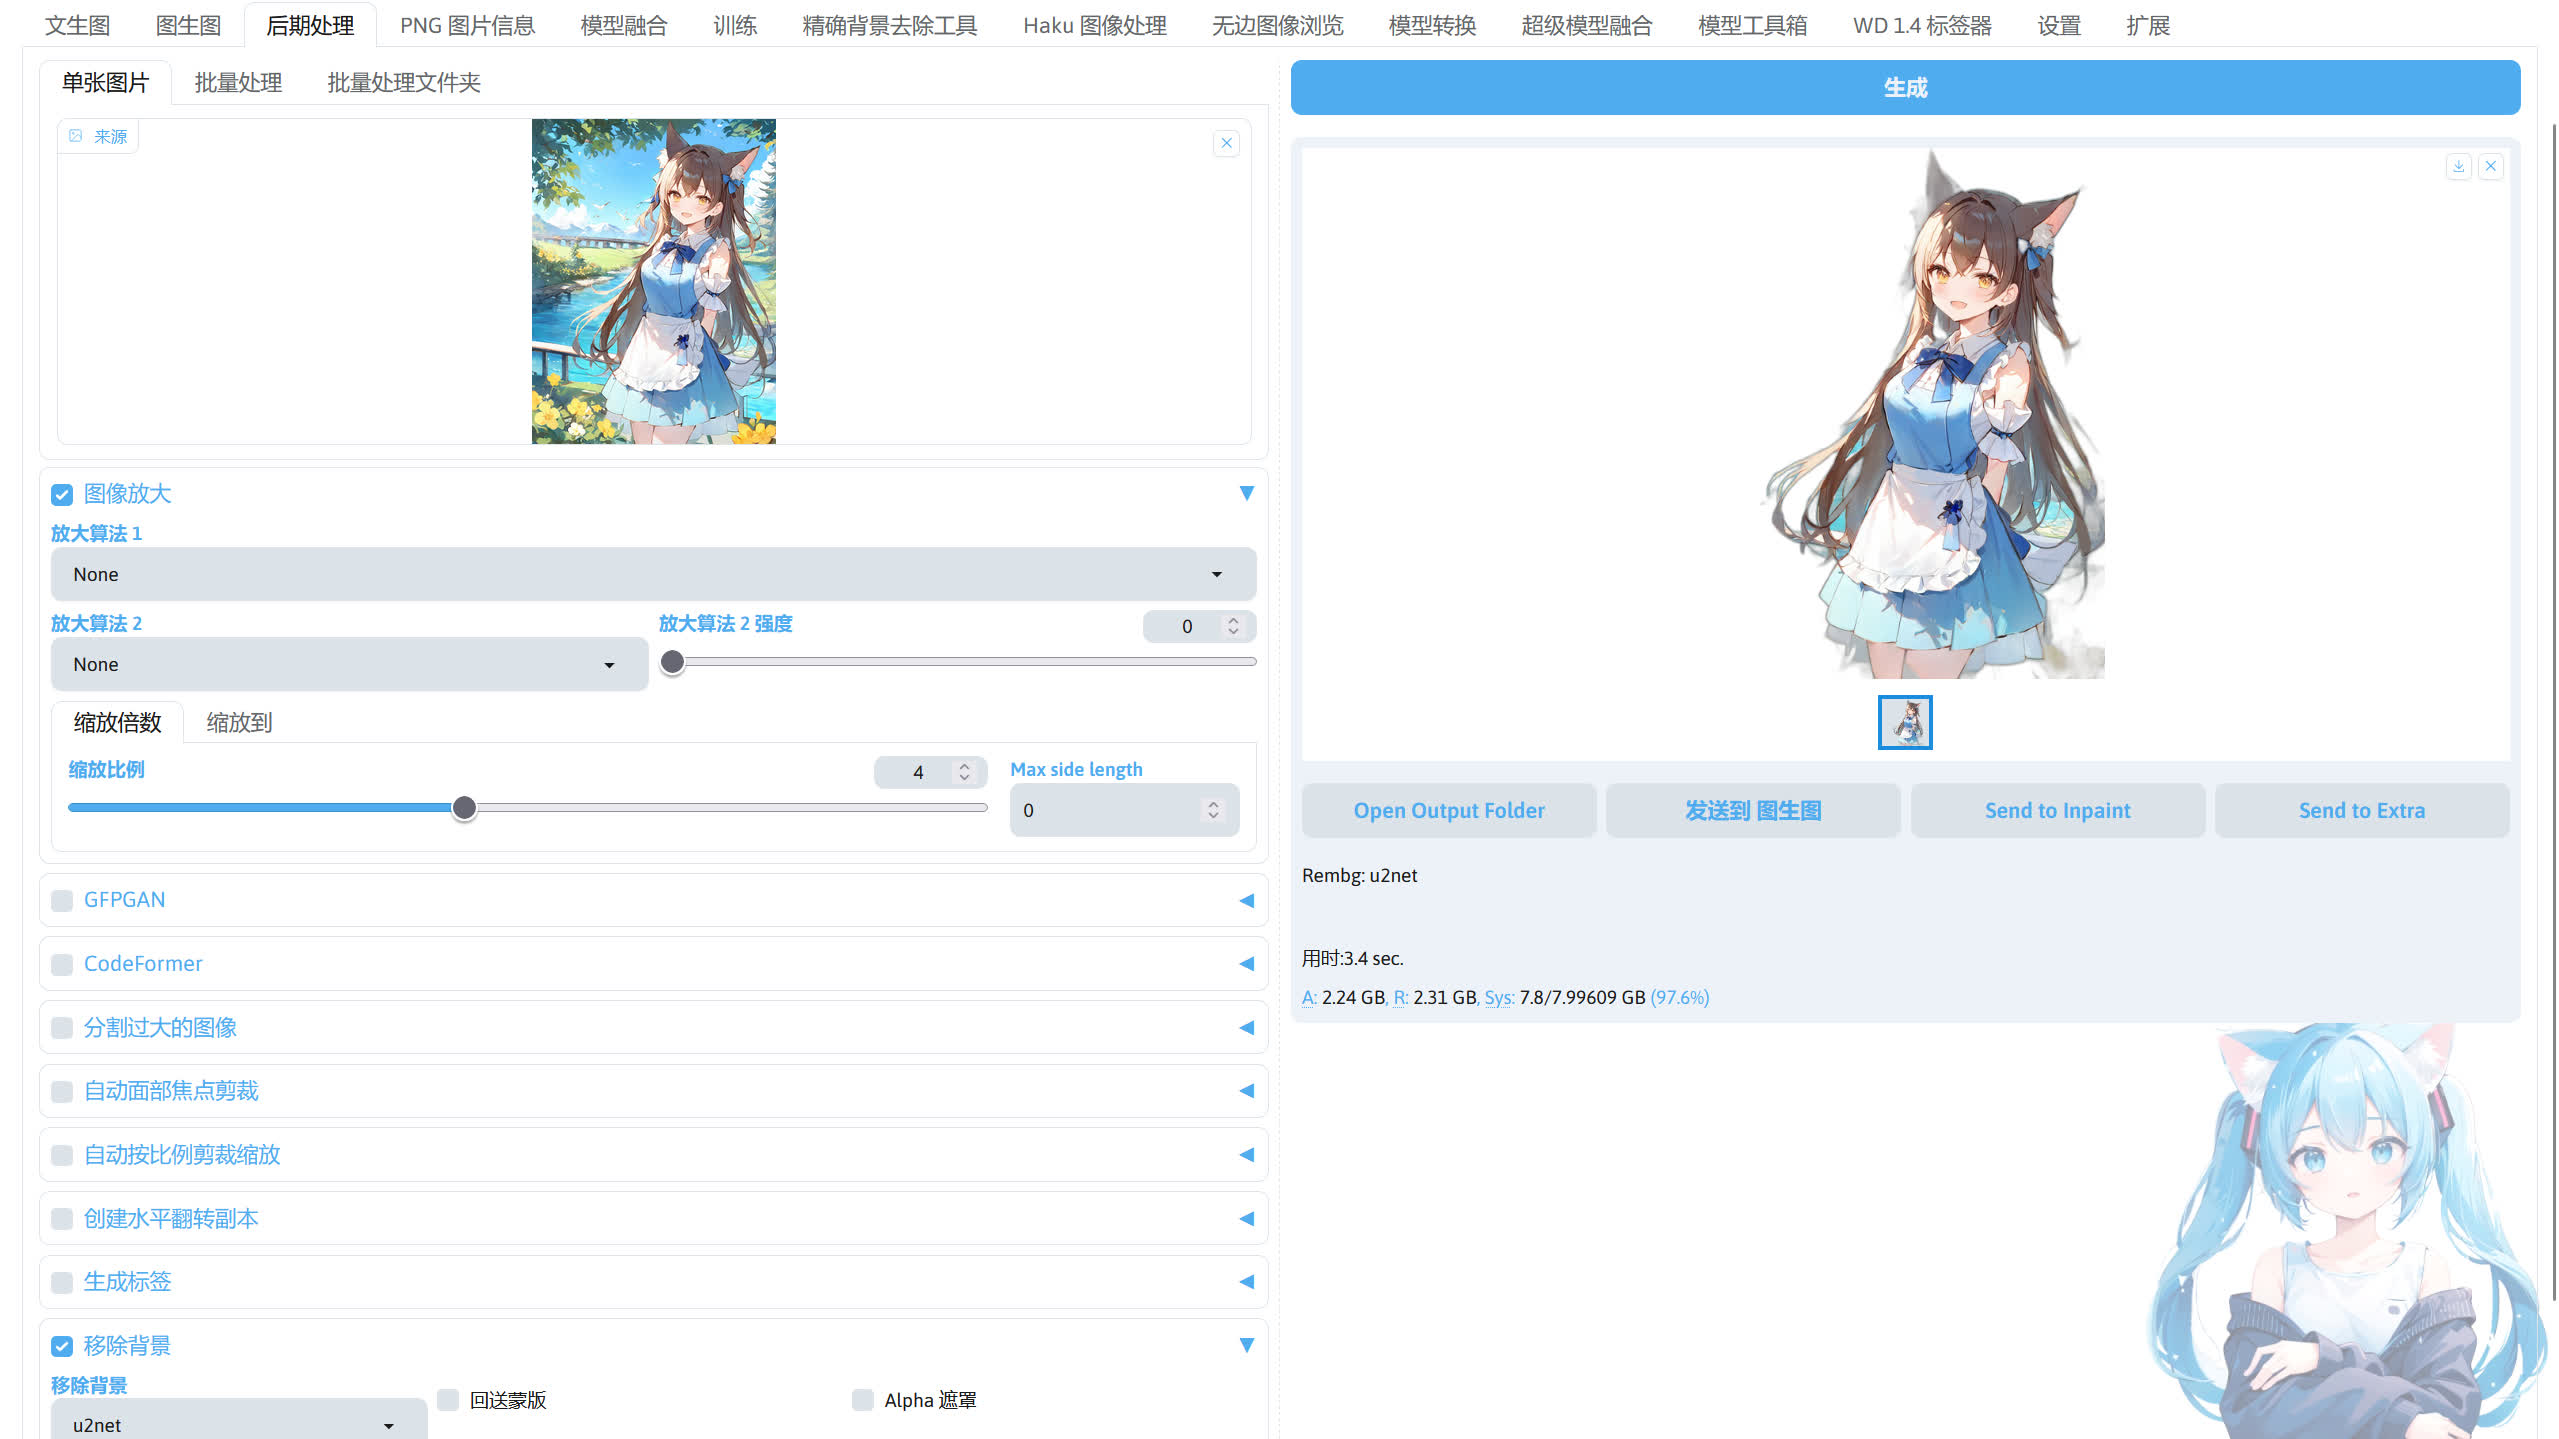 文生图 图生图 后期处理 PNG 图片信息 模型融合 训练 精确背景去除工具 Haku 图像处理 无边图像浏览 模型转换 超级模型融合 模型工具箱 WD 1.4 标签器 设置 扩展
单张图片 批量处理 批量处理文件夹
来源
图像放大
放大算法 1
None
放大算法 2
None
放大算法 2 强度
0
缩放倍数 缩放到
缩放比例
4
Max side length
0
GFPGAN
CodeFormer
分割过大的图像
自动面部焦点剪裁
自动按比例剪裁缩放
创建水平翻转副本
生成标签
移除背景
移除背景
u2net
回送蒙版
Alpha 遮罩
生成
Open Output Folder
发送到 图生图
Send to Inpaint
Send to Extra
Rembg: u2net
用时:3.4 sec.
A: 2.24 GB, R: 2.31 GB, Sys: 7.8/7.99609 GB (97.6%)